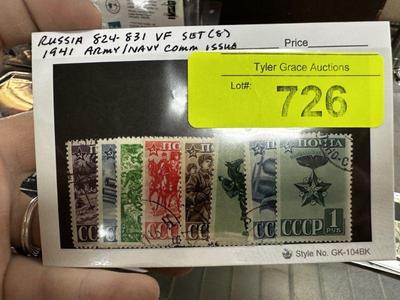 RUSSIA 824-831 VF SET (8)
Price
1941 ARMY/NAVY COMM ISSUE
Tyler Grace Auctions
Lot#:
726
ПОЧТА
СССР
1
РУБ
Style No. GK-104BK